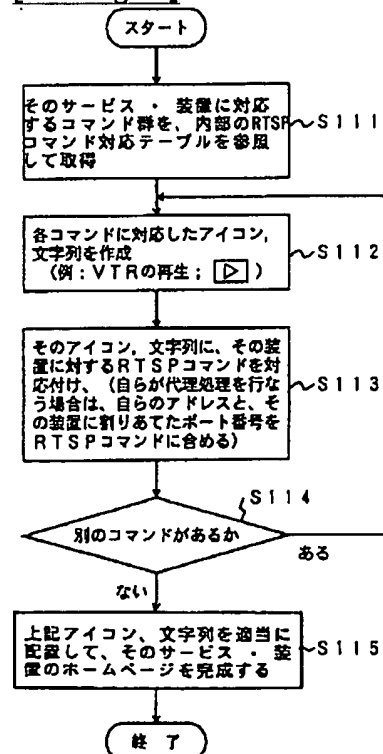 スタート
そのサービス ・ 装置に対応
するコマンド群を、内部のRTSP
コマンド対応テーブルを参照
して取得
S111
各コマンドに対応したアイコン，
文字列を作成
（例：VTRの再生； ▷ ）
S112
そのアイコン，文字列に、その装
置に対するRTSPコマンドを対
応付け、（自らが代理処理を行な
う場合は、自らのアドレスと、そ
の装置に割りあてたポート番号を
RTSPコマンドに含める）
S113
S114
別のコマンドがあるか
ある
ない
上記アイコン、文字列を適当に
配置して、そのサービス ・ 装
置のホームページを完成する
S115
終 了